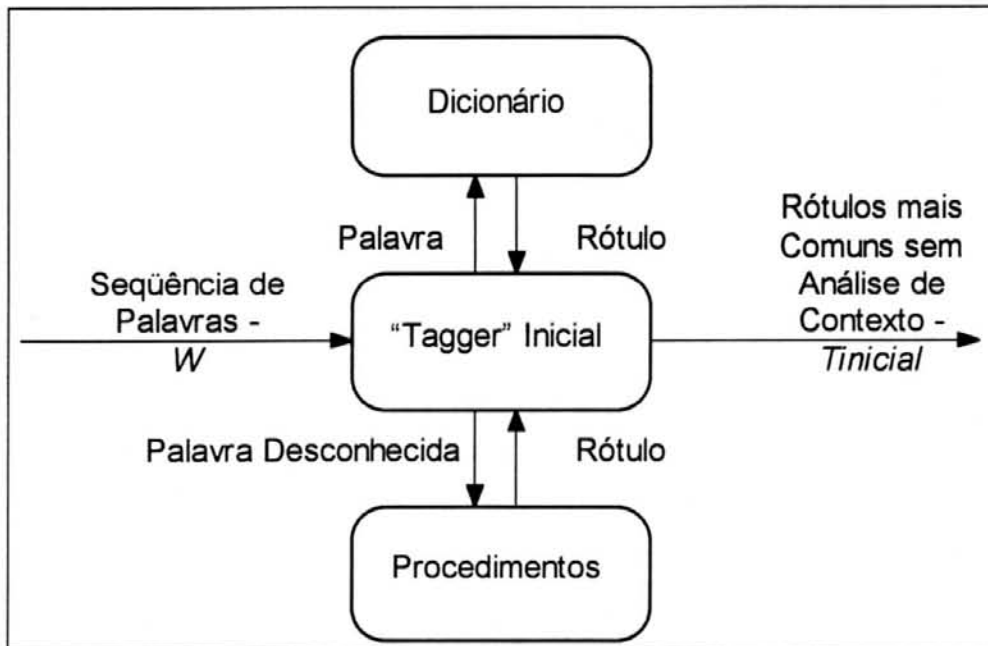 Dicionário
Palavra
Rótulo
Rótulos mais
Comuns sem
Análise de
Contexto -
Tinicial
Seqüência de
Palavras -
W
“Tagger” Inicial
Palavra Desconhecida
Rótulo
Procedimentos